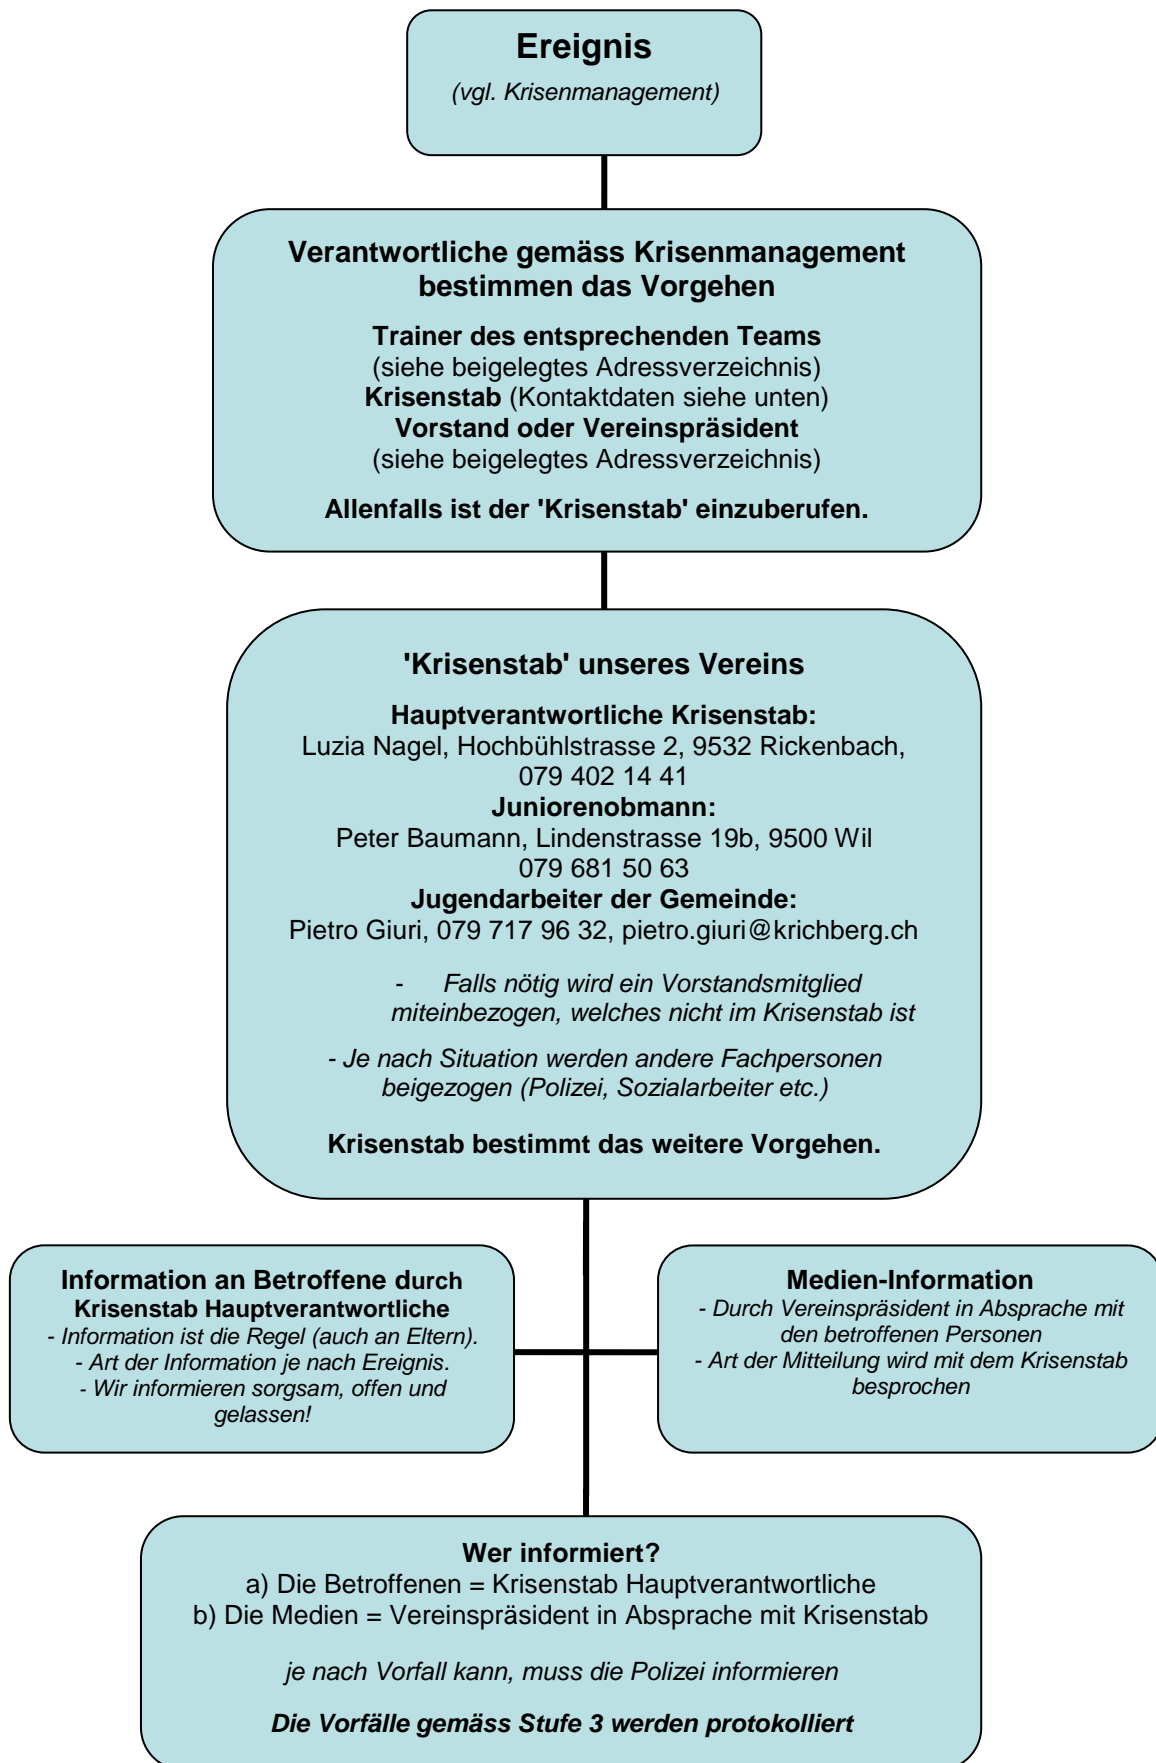 Ereignis
(vgl. Krisenmanagement)
Verantwortliche gemäss Krisenmanagement
bestimmen das Vorgehen
Trainer des entsprechenden Teams
(siehe beigelegtes Adressverzeichnis)
Krisenstab (Kontaktdaten siehe unten)
Vorstand oder Vereinspräsident
(siehe beigelegtes Adressverzeichnis)
Allenfalls ist der 'Krisenstab' einzuberufen.
'Krisenstab' unseres Vereins
Hauptverantwortliche Krisenstab:
Luzia Nagel, Hochbühlstrasse 2, 9532 Rickenbach,
079 402 14 41
Juniorenobmann:
Peter Baumann, Lindenstrasse 19b, 9500 Wil
079 681 50 63
Jugendarbeiter der Gemeinde:
Pietro Giuri, 079 717 96 32, pietro.giuri@krichberg.ch
- Falls nötig wird ein Vorstandsmitglied
miteinbezogen, welches nicht im Krisenstab ist
- Je nach Situation werden andere Fachpersonen
beigezogen (Polizei, Sozialarbeiter etc.)
Krisenstab bestimmt das weitere Vorgehen.
Information an Betroffene durch
Krisenstab Hauptverantwortliche
- Information ist die Regel (auch an Eltern).
- Art der Information je nach Ereignis.
- Wir informieren sorgsam, offen und
gelassen!
Medien-Information
- Durch Vereinspräsident in Absprache mit
den betroffenen Personen
- Art der Mitteilung wird mit dem Krisenstab
besprochen
Wer informiert?
a) Die Betroffenen = Krisenstab Hauptverantwortliche
b) Die Medien = Vereinspräsident in Absprache mit Krisenstab
je nach Vorfall kann, muss die Polizei informieren
Die Vorfälle gemäss Stufe 3 werden protokolliert